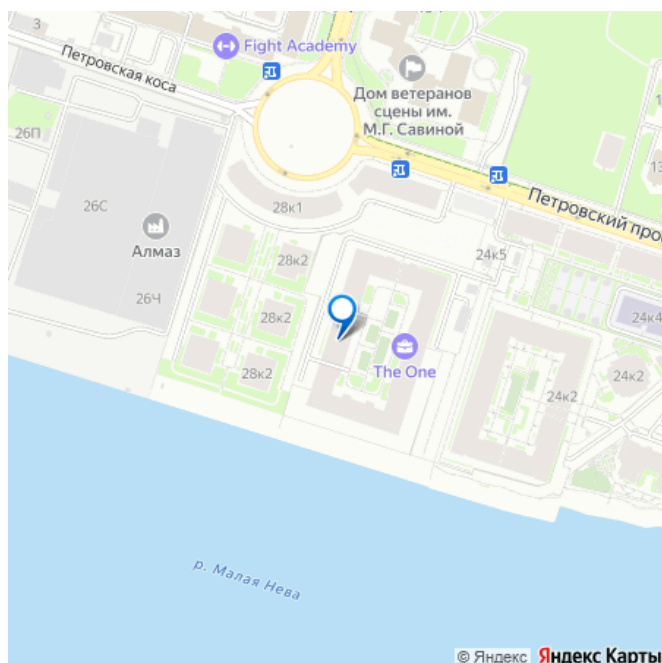 3
Fight Academy
Петровская коса
Дом ветеранов
сцены им.
М.Г. Савиной
26П
13
26С
28к1
Петровский про
Алмаз
28к2
24к5
26Ч
28к2
24к4
The One
28к2
24к2
24к2
р. Малая Нева
© Яндекс Яндекс Карты